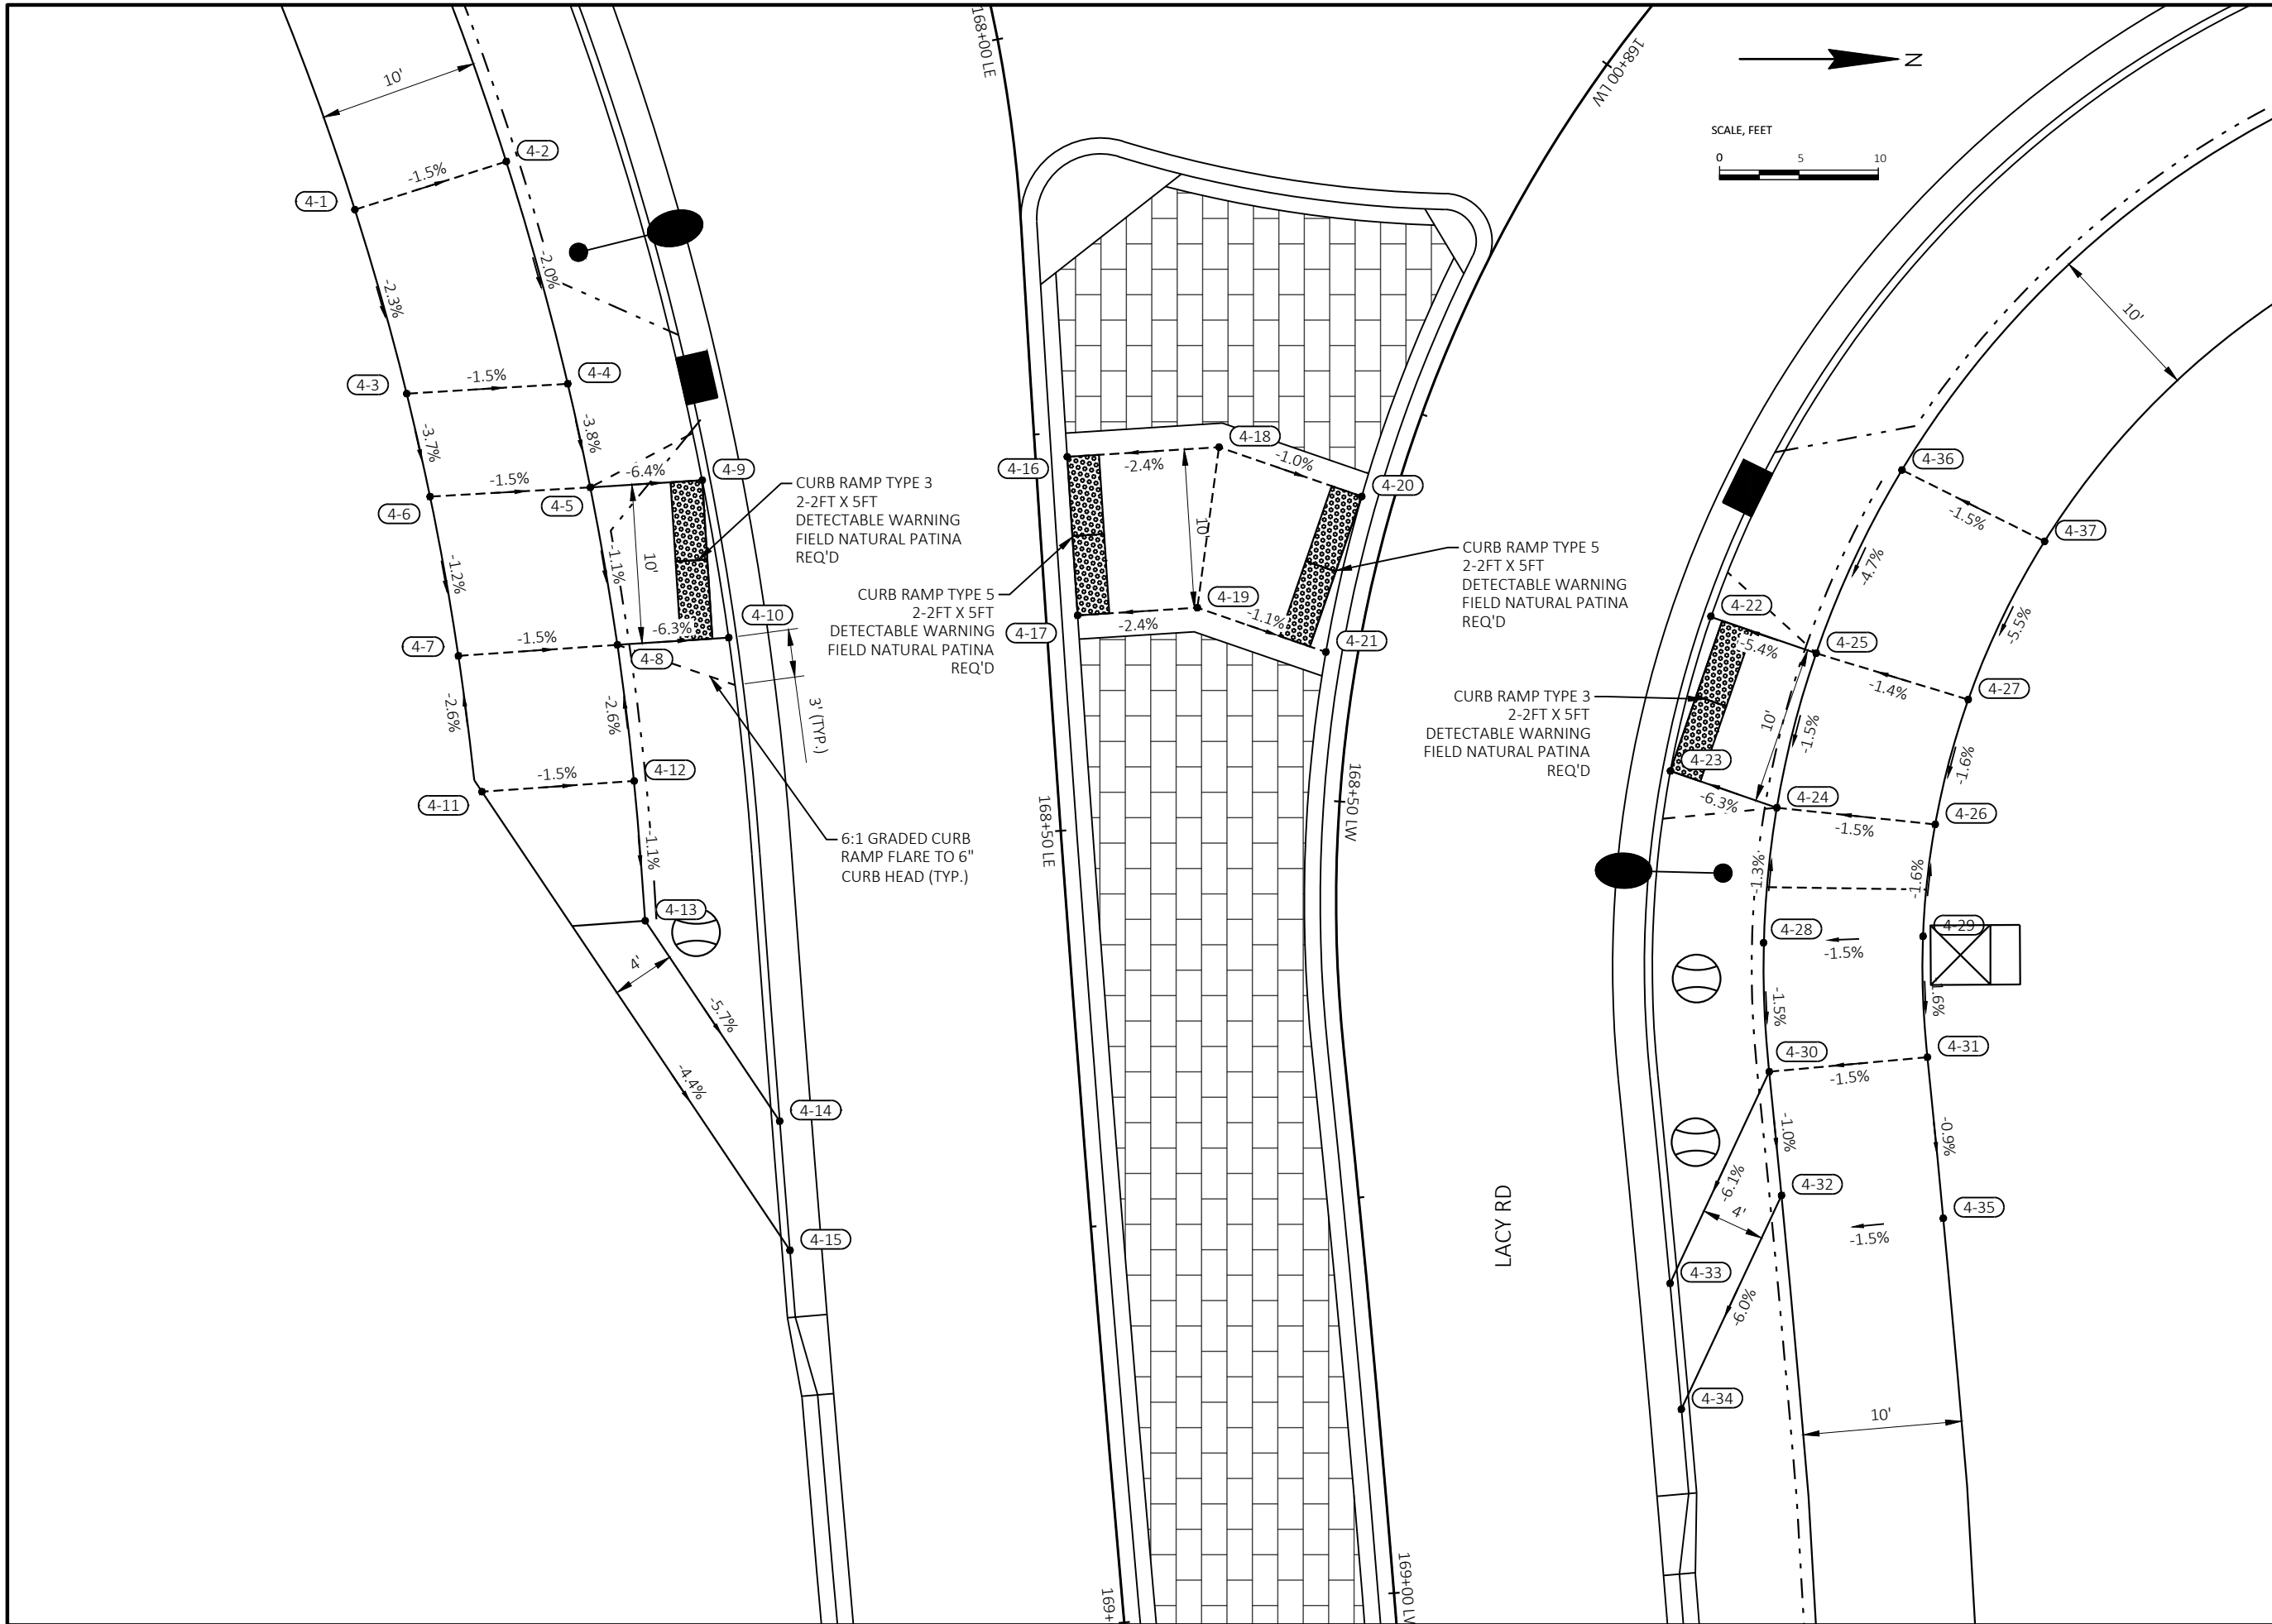 168+00 LE
168+00 LW
N
SCALE, FEET
0 5 10
10'
4-1
-1.5%
4-2
-2.3%
-2.0%
4-3
-1.5%
4-4
-3.7%
-3.8%
4-6
-1.5%
4-5
-6.4%
4-9
-1.2%
-1.1%
10'
4-7
-1.5%
4-8
-6.3%
4-10
-2.6%
-2.6%
3' (TYP.)
4-11
-1.5%
4-12
-1.1%
4-13
4'
-5.7%
-4.4%
4-14
4-15
CURB RAMP TYPE 3
2-2FT X 5FT
DETECTABLE WARNING
FIELD NATURAL PATINA
REQ'D
6:1 GRADED CURB
RAMP FLARE TO 6"
CURB HEAD (TYP.)
CURB RAMP TYPE 5
2-2FT X 5FT
DETECTABLE WARNING
FIELD NATURAL PATINA
REQ'D
4-16
-2.4%
4-18
-1.0%
4-20
10'
4-17
-2.4%
4-19
-1.1%
4-21
CURB RAMP TYPE 5
2-2FT X 5FT
DETECTABLE WARNING
FIELD NATURAL PATINA
REQ'D
CURB RAMP TYPE 3
2-2FT X 5FT
DETECTABLE WARNING
FIELD NATURAL PATINA
REQ'D
168+50 LE
168+50 LW
LACY RD
169+
169+00 LW
10'
4-36
-1.5%
4-37
-4.7%
-5.5%
4-22
-5.4%
4-25
-1.4%
4-27
10'
-1.5%
-1.6%
4-23
-6.3%
4-24
-1.5%
4-26
-1.3%
-1.6%
4-28
-1.5%
4-29
-1.5%
1.6%
4-30
-1.5%
4-31
-1.0%
-0.9%
-6.1%
4'
4-32
-1.5%
4-35
4-33
-6.0%
4-34
10'